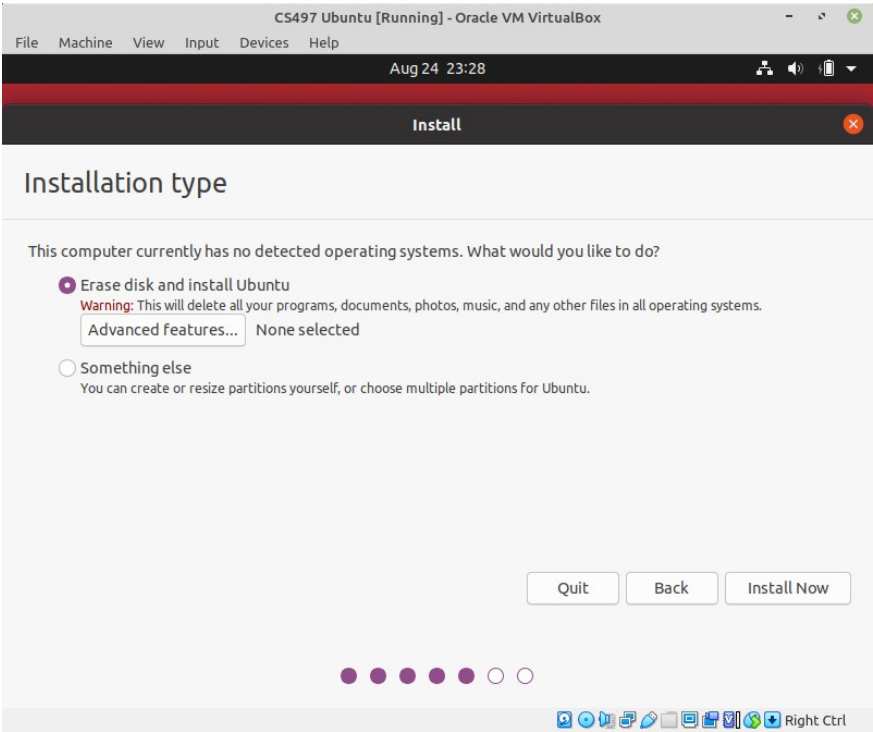 CS497 Ubuntu [Running] - Oracle VM VirtualBox
File Machine View Input Devices Help
Aug 24 23:28
Install
Installation type
This computer currently has no detected operating systems. What would you like to do?
Erase disk and install Ubuntu
Warning: This will delete all your programs, documents, photos, music, and any other files in all operating systems.
Advanced features... None selected
Something else
You can create or resize partitions yourself, or choose multiple partitions for Ubuntu.
Quit Back Install Now
Right Ctrl